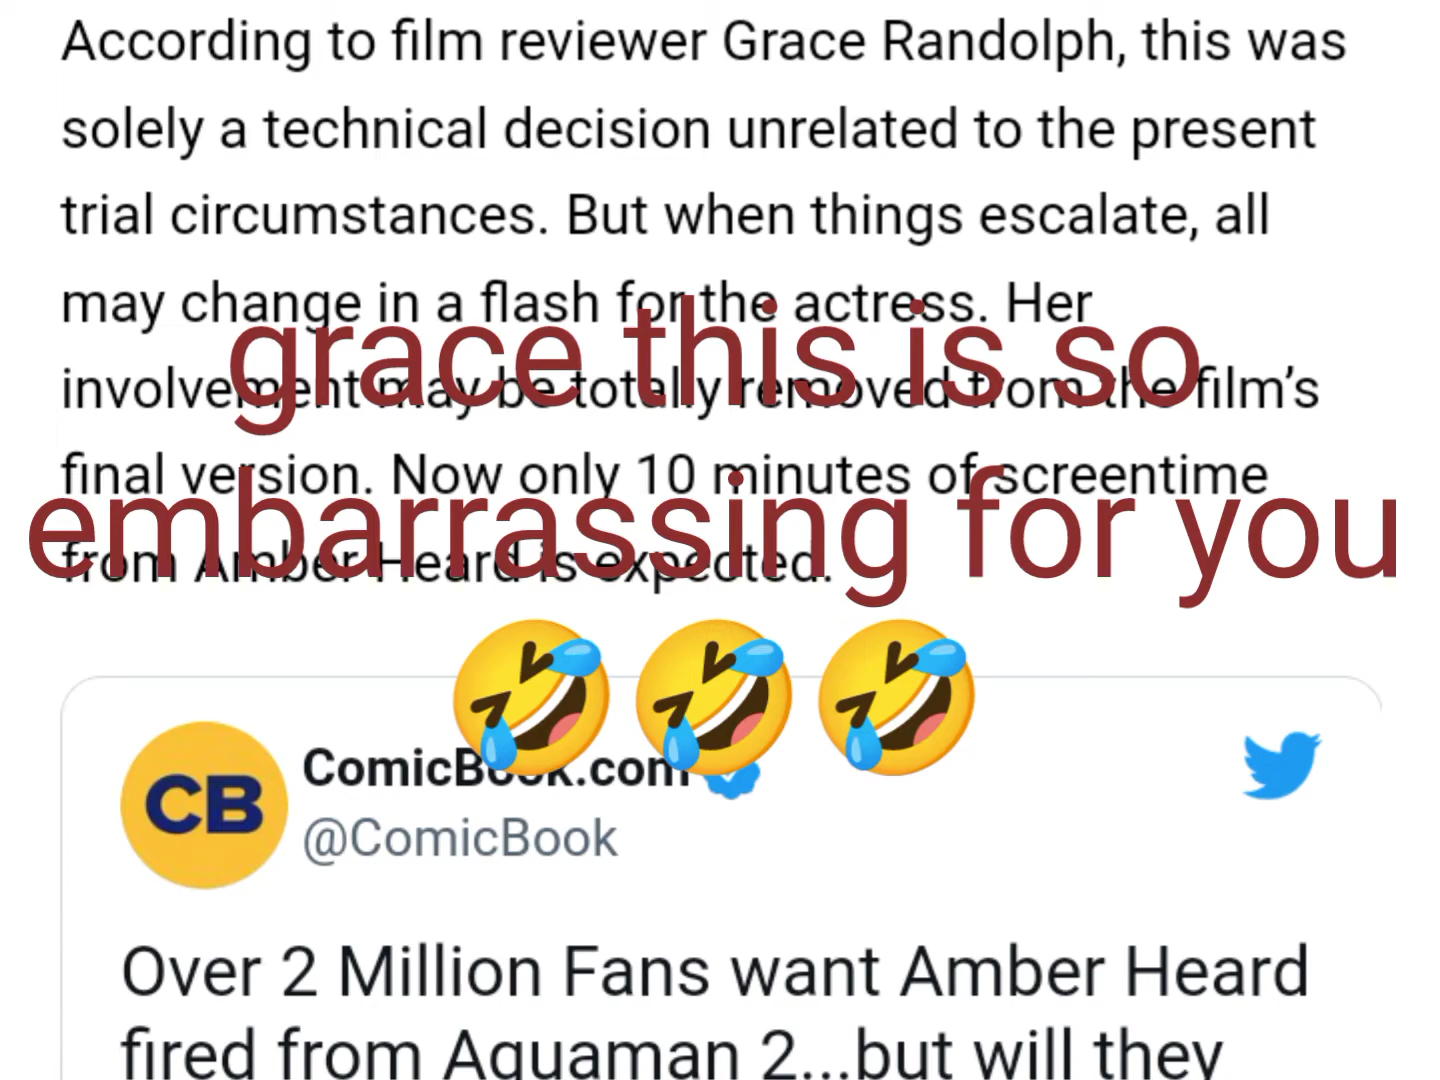 According to film reviewer Grace Randolph, this was
solely a technical decision unrelated to the present
trial circumstances. But when things escalate, all
may change in a flash for the actress. Her
grace this is so
involvement may be totally removed from the film’s
final version. Now only 10 minutes of screentime
embarrassing for you
from Amber Heard is expected.
CB
ComicBook.com
@ComicBook
Over 2 Million Fans want Amber Heard
fired from Aquaman 2...but will they